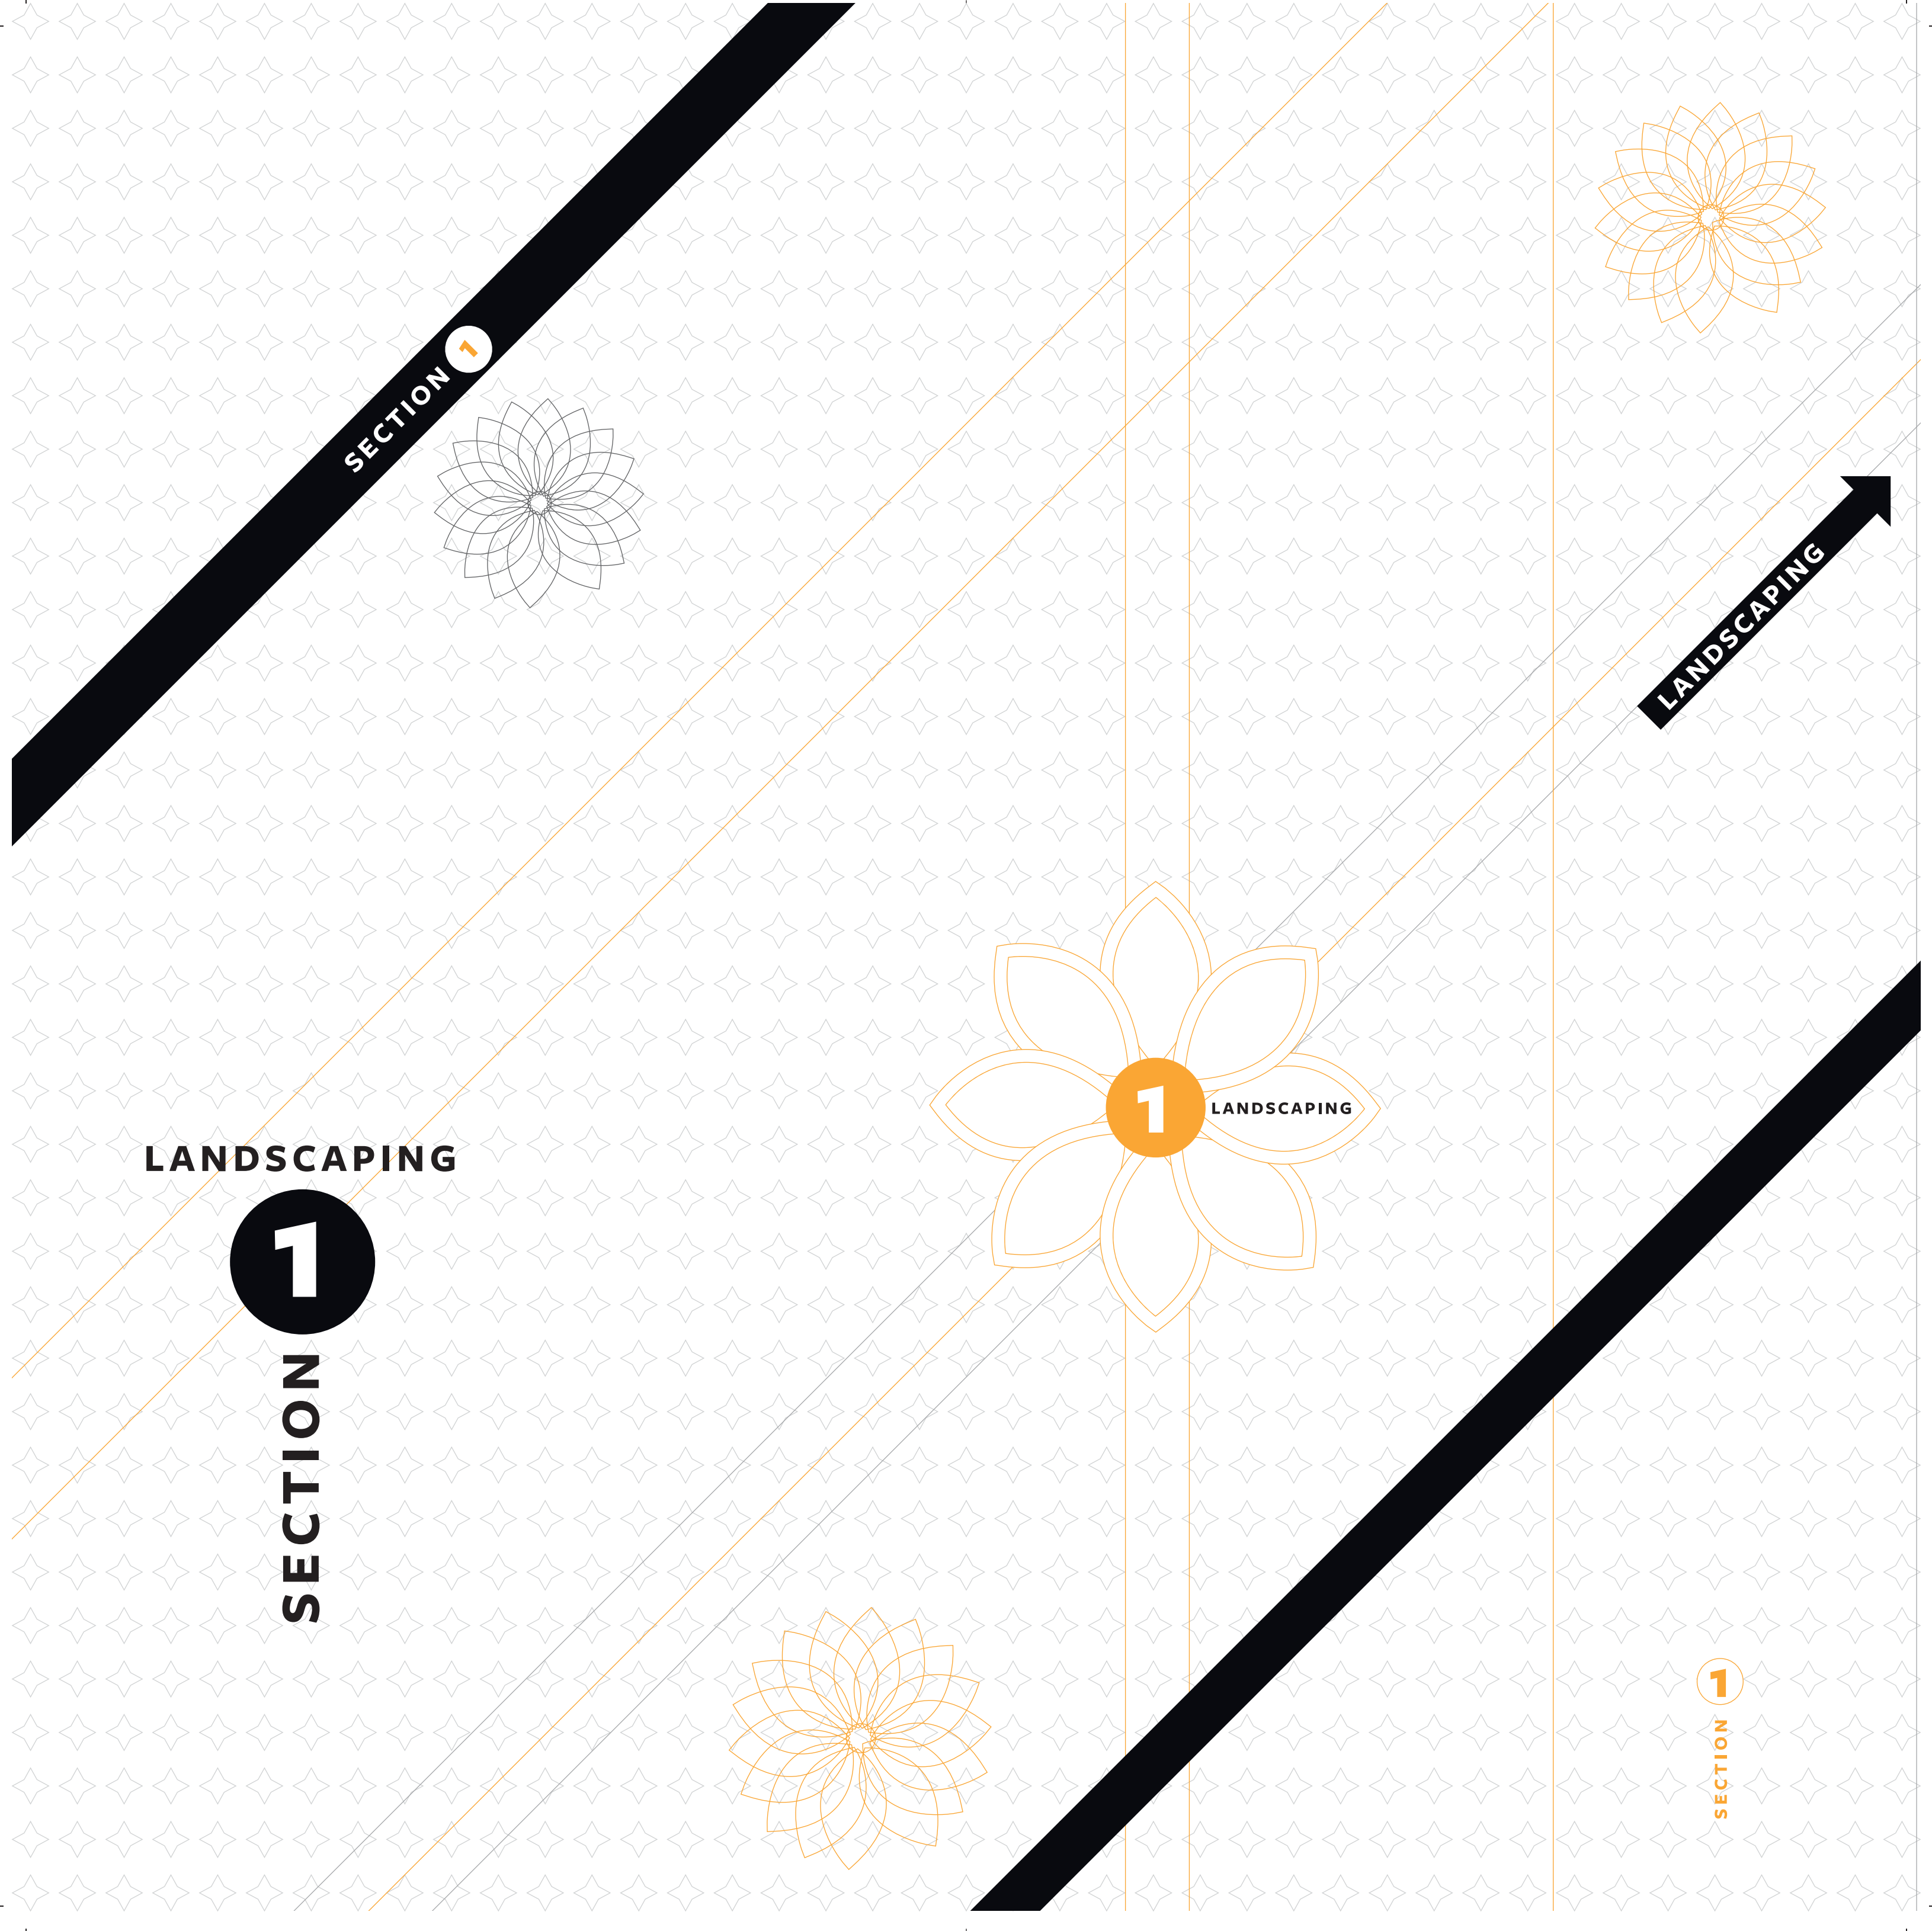 SECTION 1
LANDSCAPING
LANDSCAPING
1
SECTION
1 LANDSCAPING
1
SECTION